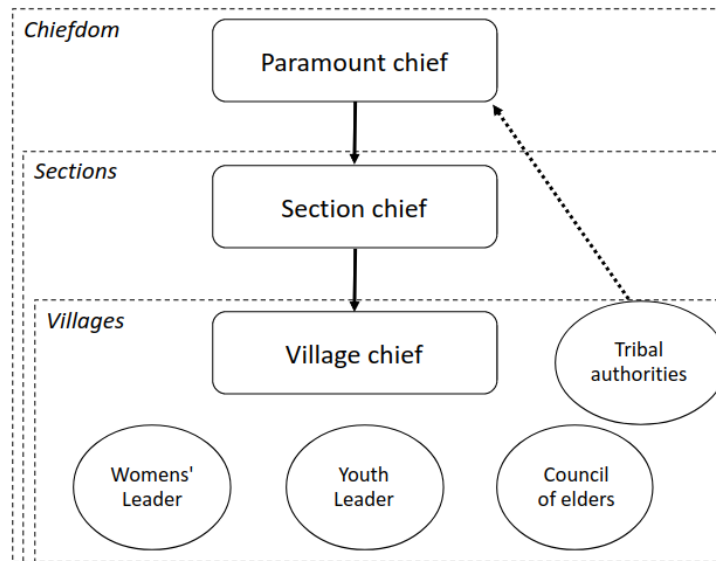 Chiefdom
Paramount chief
Sections
Section chief
Villages
Village chief
Tribal
authorities
Womens'
Leader
Youth
Leader
Council
of elders